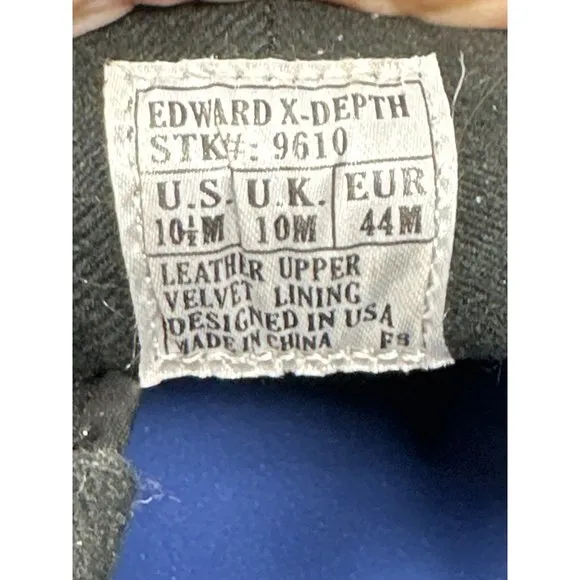 EDWARD X-DEPTH
STK#: 9610
U.S. U.K. EUR
10½M 10M 44M
LEATHER UPPER
VELVET LINING
DESIGNED IN USA
MADE IN CHINA FS